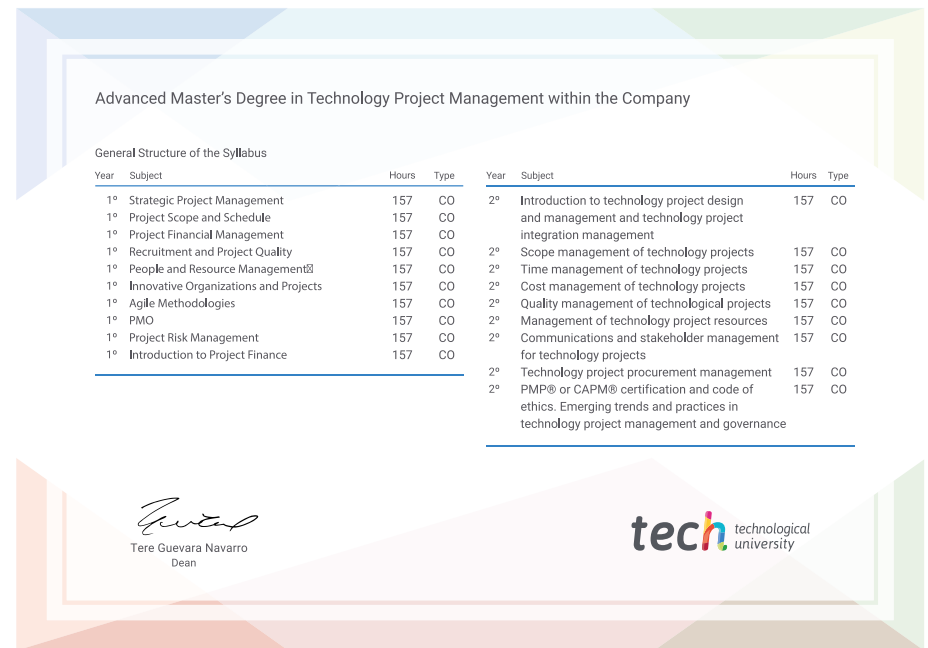 Advanced Master's Degree in Technology Project Management within the Company
General Structure of the Syllabus
Year Subject Hours Type
1º Strategic Project Management 157 CO
1º Project Scope and Schedule 157 CO
1º Project Financial Management 157 CO
1º Recruitment and Project Quality 157 CO
1º People and Resource Management 157 CO
1º Innovative Organizations and Projects 157 CO
1º Agile Methodologies 157 CO
1º PMO 157 CO
1º Project Risk Management 157 CO
1º Introduction to Project Finance 157 CO
Year Subject Hours Type
2º Introduction to technology project design 157 CO
and management and technology project
integration management
2º Scope management of technology projects 157 CO
2º Time management of technology projects 157 CO
2º Cost management of technology projects 157 CO
2º Quality management of technological projects 157 CO
2º Management of technology project resources 157 CO
2º Communications and stakeholder management 157 CO
for technology projects
2º Technology project procurement management 157 CO
2º PMP® or CAPM® certification and code of 157 CO
ethics. Emerging trends and practices in
technology project management and governance
Tere Guevara Navarro
Dean
tech technological
university